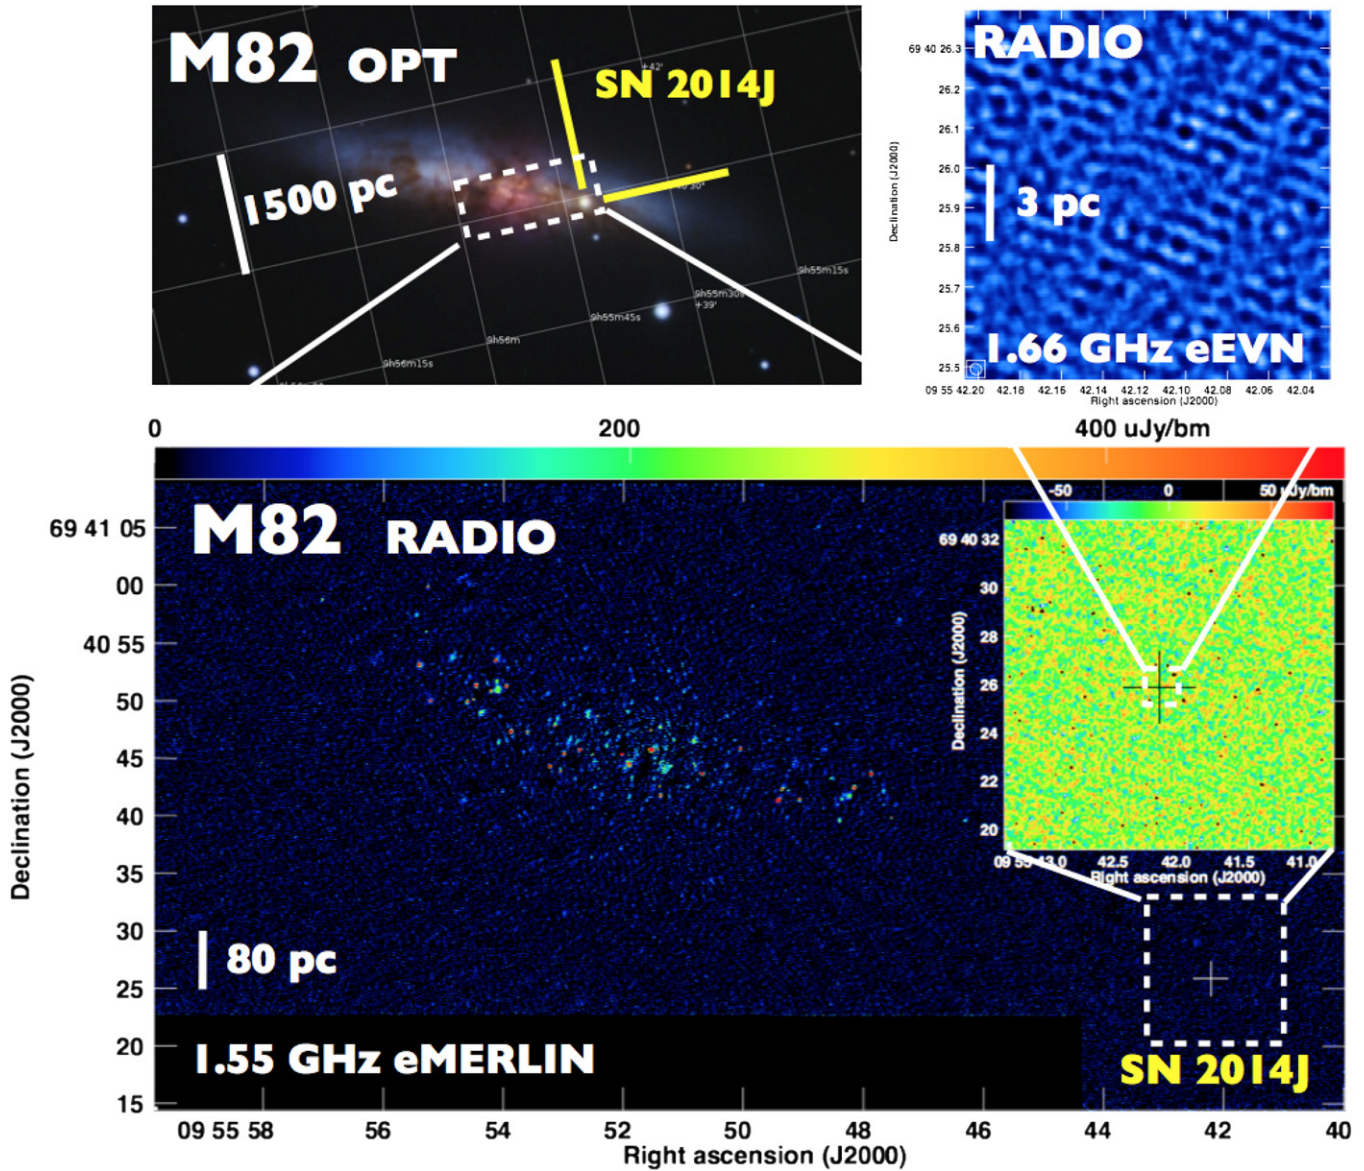 M82 OPT
SN 2014J
+42'
1500 pc
40'30"
9h55m15s
9h55m30s
+39'
9h55m45s
9h56m
9h56m15s
RADIO
3 pc
1.66 GHz eEVN
Declination (J2000)
69 40 26.3
26.2
26.1
26.0
25.9
25.8
25.7
25.6
25.5
09 55 42.20 42.18 42.16 42.14 42.12 42.10 42.08 42.06 42.04
Right ascension (J2000)
0 200 400 uJy/bm
M82 RADIO
Declination (J2000)
69 41 05
00
40 55
50
45
40
35
30
25
20
15
80 pc
1.55 GHz eMERLIN
-50 0 50 uJy/bm
Declination (J2000)
69 40 32
30
28
26
24
22
20
09 55 43.0 42.5 42.0 41.5 41.0
Right ascension (J2000)
SN 2014J
09 55 58 56 54 52 50 48 46 44 42 40
Right ascension (J2000)